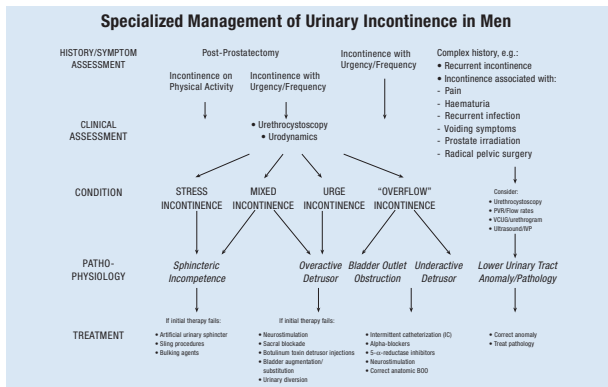 Specialized Management of Urinary Incontinence in Men
HISTORY/SYMPTOM
ASSESSMENT
Post-Prostatectomy
Incontinence on
Physical Activity
Incontinence with
Urgency/Frequency
Incontinence with
Urgency/Frequency
Complex history, e.g.:
• Recurrent incontinence
• Incontinence associated with:
- Pain
- Haematuria
- Recurrent infection
- Voiding symptoms
- Prostate irradiation
- Radical pelvic surgery
CLINICAL
ASSESSMENT
• Urethrocystoscopy
• Urodynamics
CONDITION
STRESS
INCONTINENCE
MIXED
INCONTINENCE
URGE
INCONTINENCE
“OVERFLOW”
INCONTINENCE
Consider:
• Urethrocystoscopy
• PVR/Flow rates
• VCUG/urethrogram
• Ultrasound/IVP
PATHO-
PHYSIOLOGY
Sphincteric
Incompetence
Overactive
Detrusor
Bladder Outlet
Obstruction
Underactive
Detrusor
Lower Urinary Tract
Anomaly/Pathology
TREATMENT
If initial therapy fails:
• Artificial urinary sphincter
• Sling procedures
• Bulking agents
If initial therapy fails:
• Neurostimulation
• Sacral blockade
• Botulinum toxin detrusor injections
• Bladder augmentation/
substitution
• Urinary diversion
• Intermittent catheterization (IC)
• Alpha-blockers
• 5-α-reductase inhibitors
• Neurostimulation
• Correct anatomic BOO
• Correct anomaly
• Treat pathology